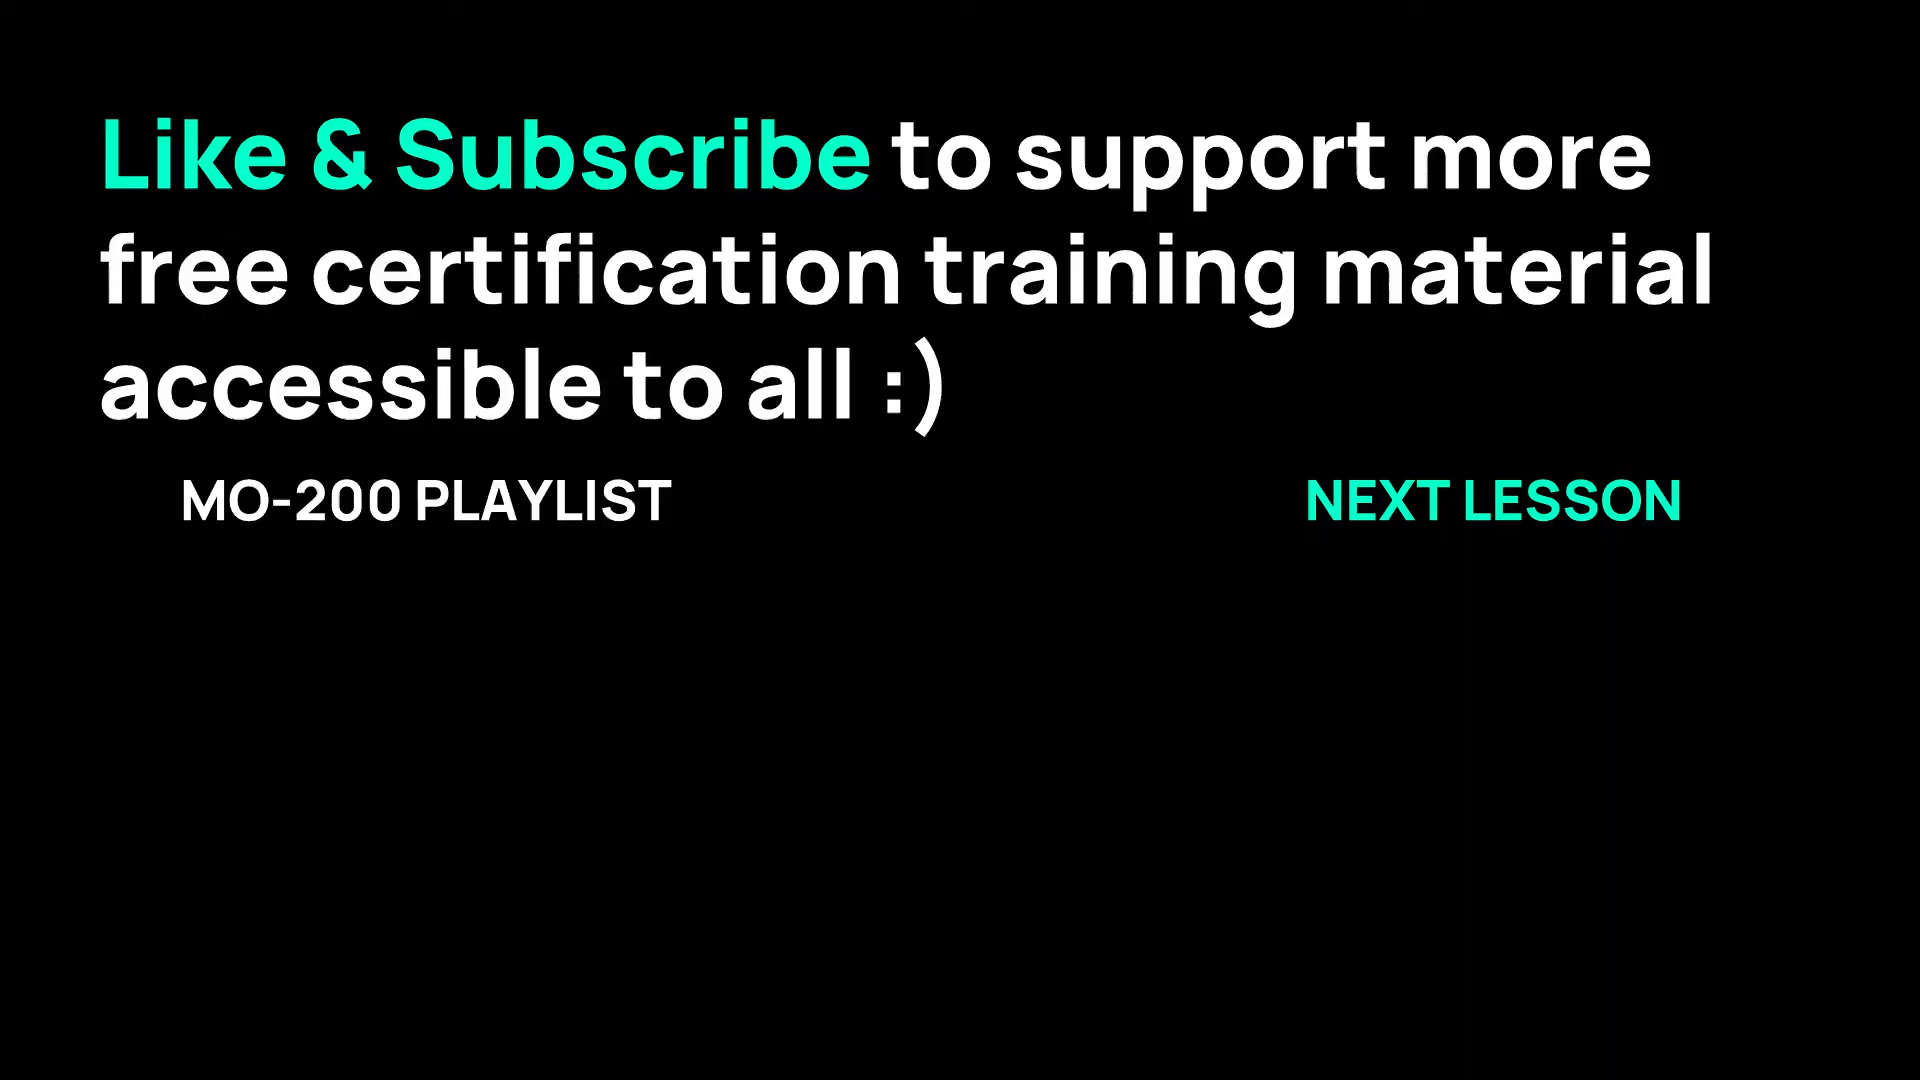 Like & Subscribe to support more
free certification training material
accessible to all :)
MO-200 PLAYLIST
NEXT LESSON